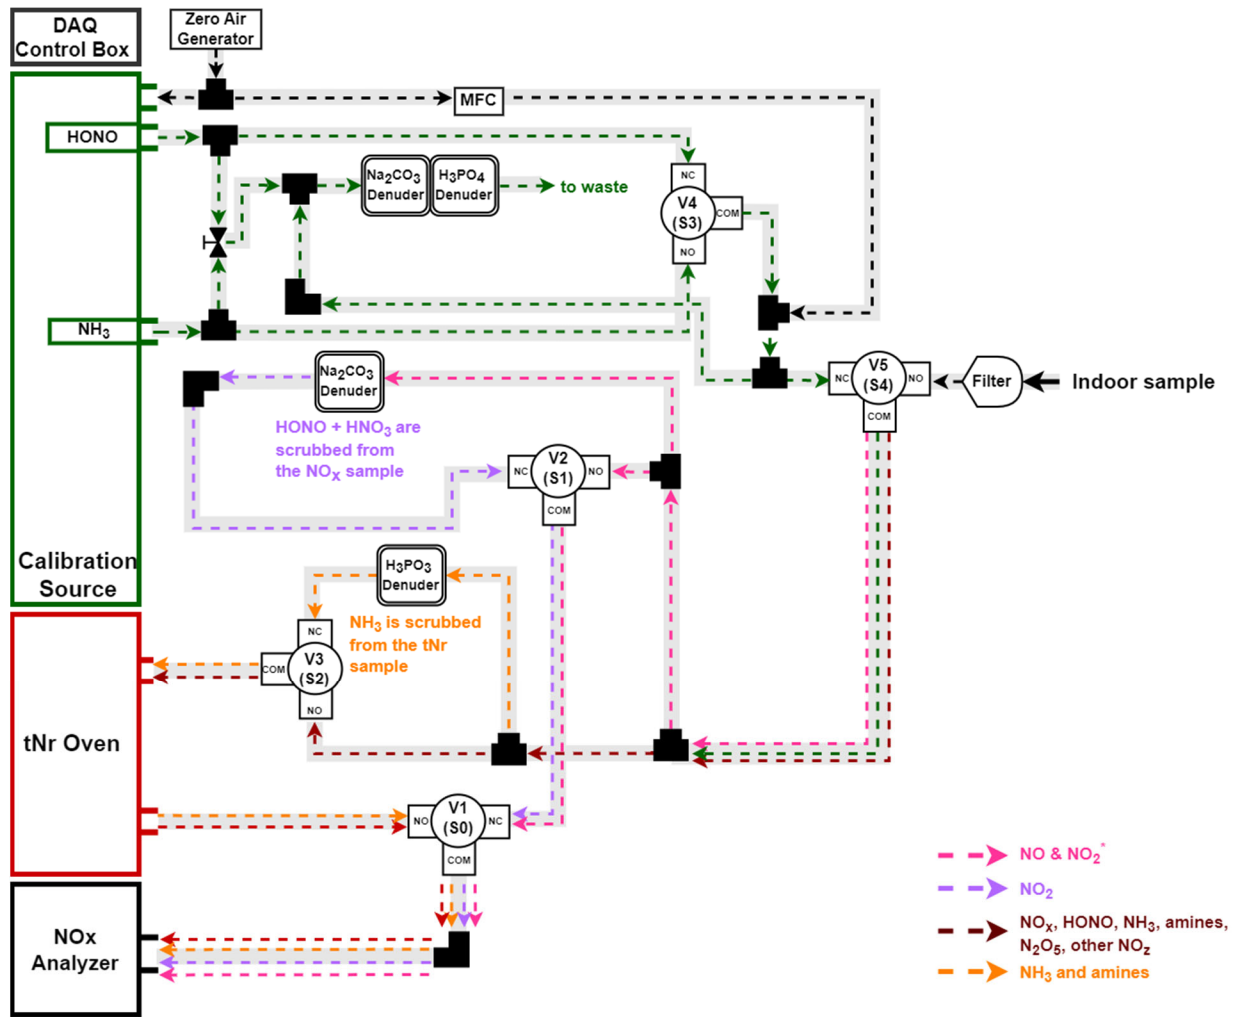 DAQ
Control Box
Zero Air
Generator
MFC
HONO
Na2CO3
Denuder
H3PO4
Denuder
to waste
NC
V4
(S3)
COM
NO
NH3
Na2CO3
Denuder
NC
V5
(S4)
NO
COM
Filter
Indoor sample
HONO + HNO3 are
scrubbed from
the NOx sample
NC
V2
(S1)
NO
COM
Calibration
Source
H3PO3
Denuder
NH3 is scrubbed
from the tNr
sample
NC
COM
V3
(S2)
NO
tNr Oven
NO
V1
(S0)
NC
COM
NOx
Analyzer
NO & NO2*
NO2
NOx, HONO, NH3, amines,
N2O5, other NOz
NH3 and amines